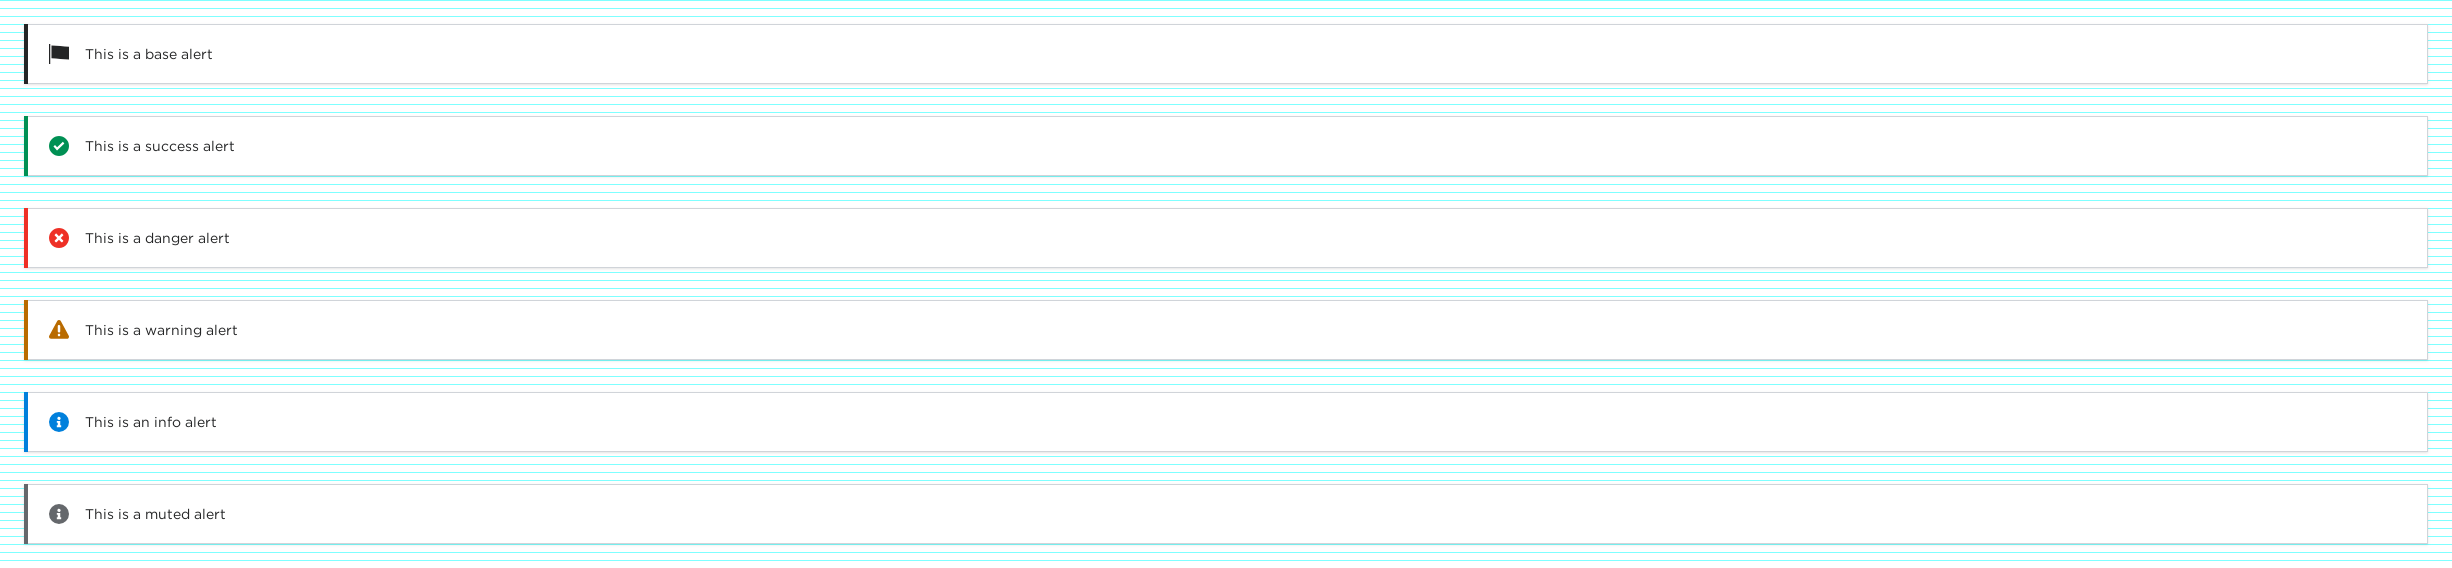 This is a base alert
This is a success alert
This is a danger alert
This is a warning alert
This is an info alert
This is a muted alert